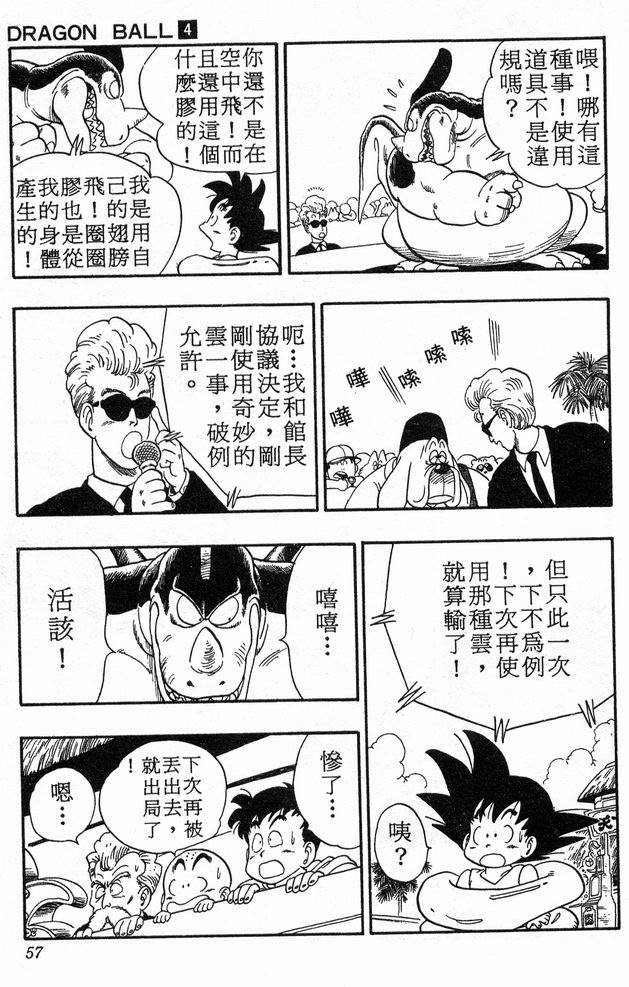 DRAGON BALL 4
喂！哪有這
種事！使用
道具不是違
規嗎？
你還不是在
空中飛！而
且還用這個
什麼膠的！
我是用自
己的翅膀
飛！圈圈
膠也是從
我的身體
產生的！
嗦嗦嗦
嘩嘩
呃…我和館長
協議決定，剛
剛使用奇妙的
雲一事，破例
允許。
但只此一次
，下不爲例
！下次再使
用那種雲，
就算輸了！
咦？
嘻嘻…
活該！
慘了…
下次再被
丟出去，
就出局了
！
嗯…
57